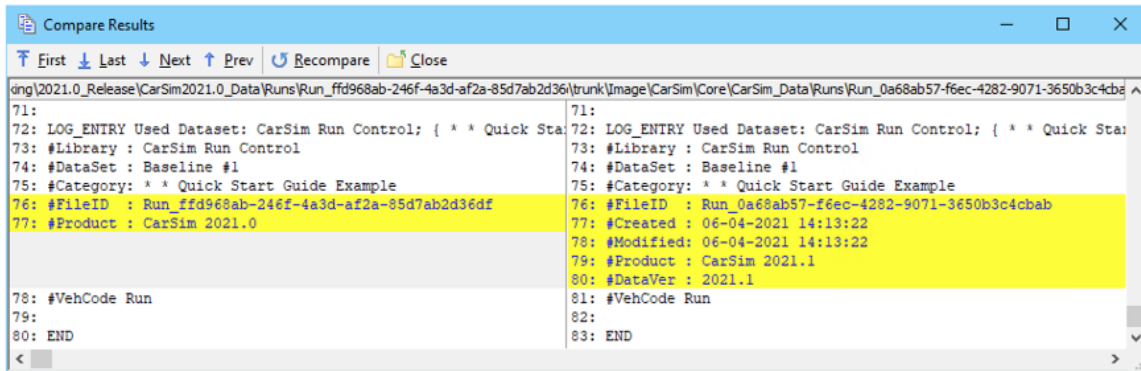 Compare Results
First Last Next Prev Recompare Close
king\2021.0_Release\CarSim2021.0_Data\Runs\Run_ffd968ab-246f-4a3d-af2a-85d7ab2d36 \trunk\Image\CarSim\Core\CarSim_Data\Runs\Run_0a68ab57-f6ec-4282-9071-3650b3c4cba
71:
72: LOG_ENTRY Used Dataset: CarSim Run Control; { * * Quick Sta
73: #Library : CarSim Run Control
74: #DataSet : Baseline #1
75: #Category: * * Quick Start Guide Example
76: #FileID  : Run_ffd968ab-246f-4a3d-af2a-85d7ab2d36df
77: #Product : CarSim 2021.0
78: #VehCode Run
79:
80: END
71:
72: LOG_ENTRY Used Dataset: CarSim Run Control; { * * Quick Star
73: #Library : CarSim Run Control
74: #DataSet : Baseline #1
75: #Category: * * Quick Start Guide Example
76: #FileID  : Run_0a68ab57-f6ec-4282-9071-3650b3c4cbab
77: #Created : 06-04-2021 14:13:22
78: #Modified: 06-04-2021 14:13:22
79: #Product : CarSim 2021.1
80: #DataVer : 2021.1
81: #VehCode Run
82:
83: END